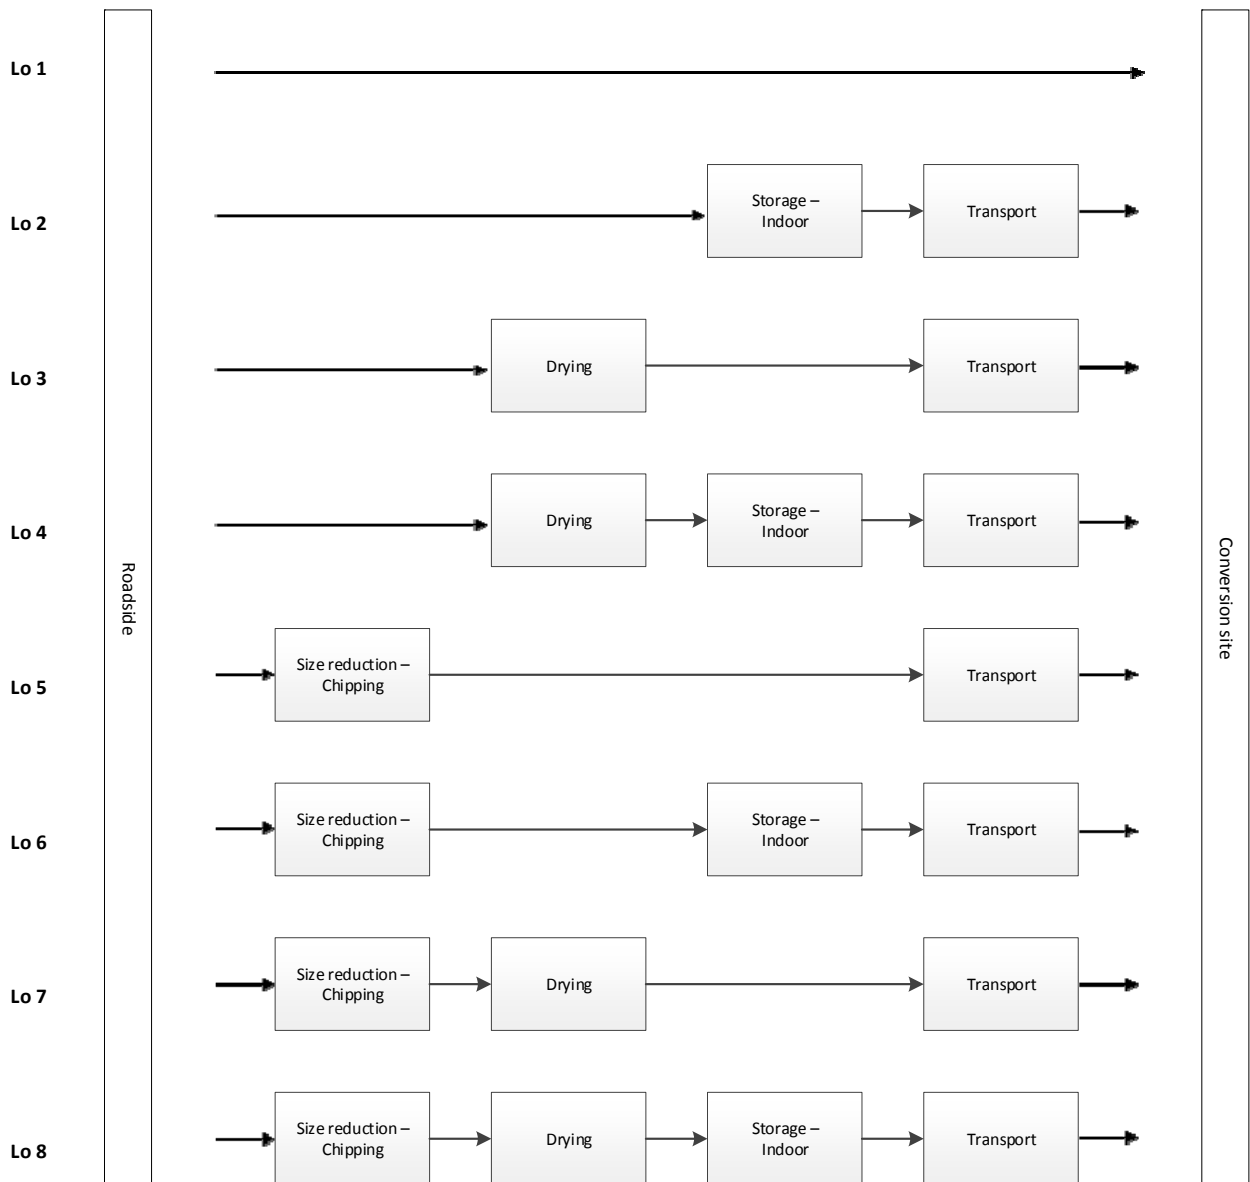 Lo 1
Lo 2
Storage –
Indoor
Transport
Lo 3
Drying
Transport
Lo 4
Drying
Storage –
Indoor
Transport
Roadside
Conversion site
Lo 5
Size reduction –
Chipping
Transport
Lo 6
Size reduction –
Chipping
Storage –
Indoor
Transport
Lo 7
Size reduction –
Chipping
Drying
Transport
Lo 8
Size reduction –
Chipping
Drying
Storage –
Indoor
Transport